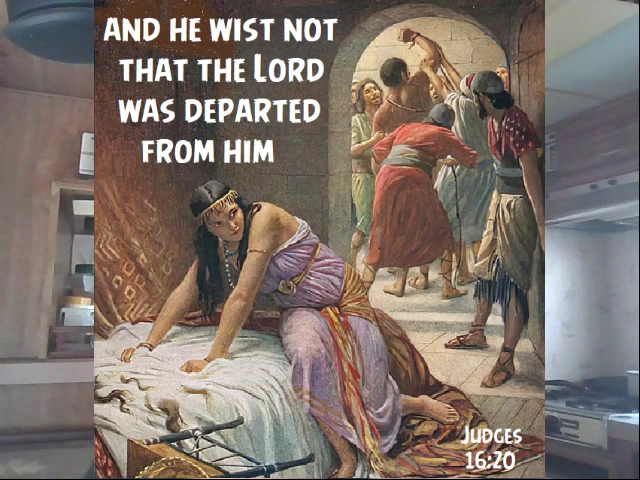 AND HE WIST NOT
THAT THE LORD
WAS DEPARTED
FROM HIM
JUDGES
16:20